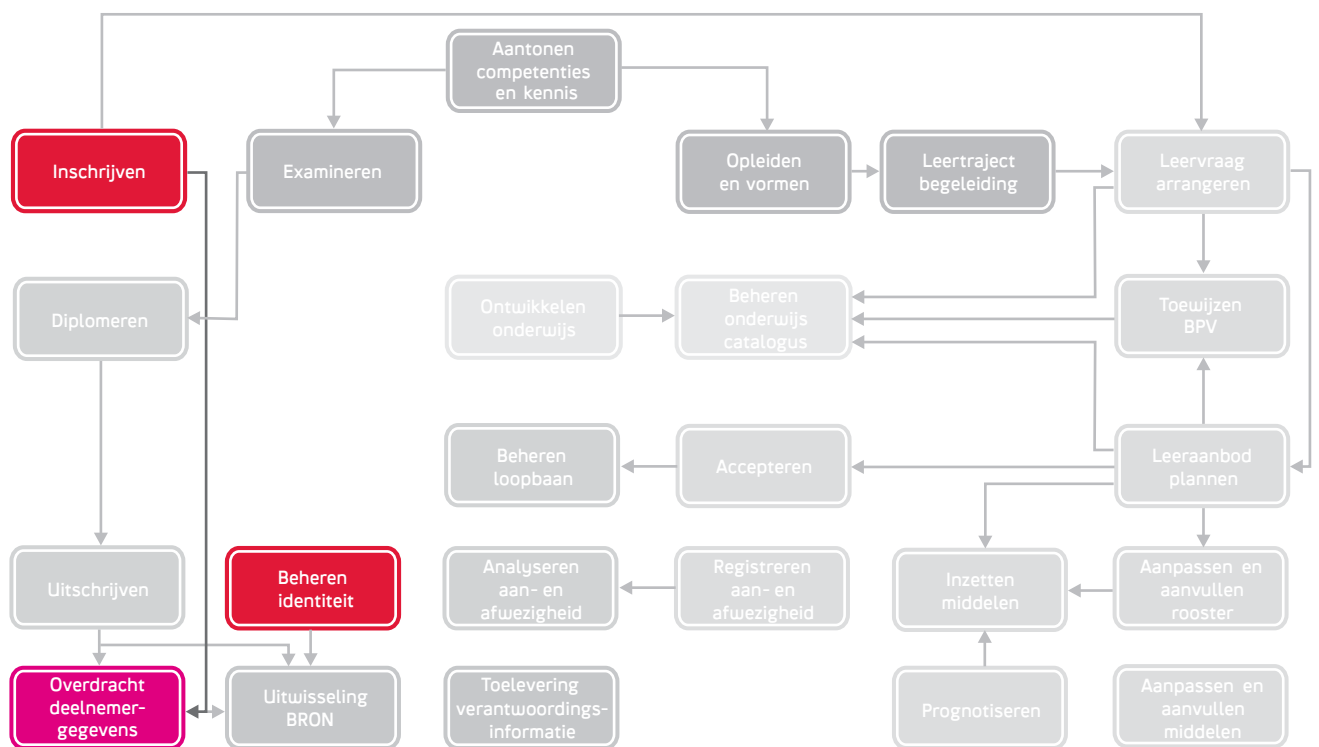 Aantonen
competenties
en kennis
Inschrijven
Examineren
Opleiden
en vormen
Leertraject
begeleiding
Leervraag
arrangeren
Diplomeren
Ontwikkelen
onderwijs
Beheren
onderwijs
catalogus
Toewijzen
BPV
Beheren
loopbaan
Accepteren
Leeraanbod
plannen
Uitschrijven
Beheren
identiteit
Analyseren
aan- en
afwezigheid
Registreren
aan- en
afwezigheid
Inzetten
middelen
Aanpassen en
aanvullen
rooster
Overdracht
deelnemer-
gegevens
Uitwisseling
BRON
Toelevering
verantwoordings-
informatie
Prognotiseren
Aanpassen en
aanvullen
middelen